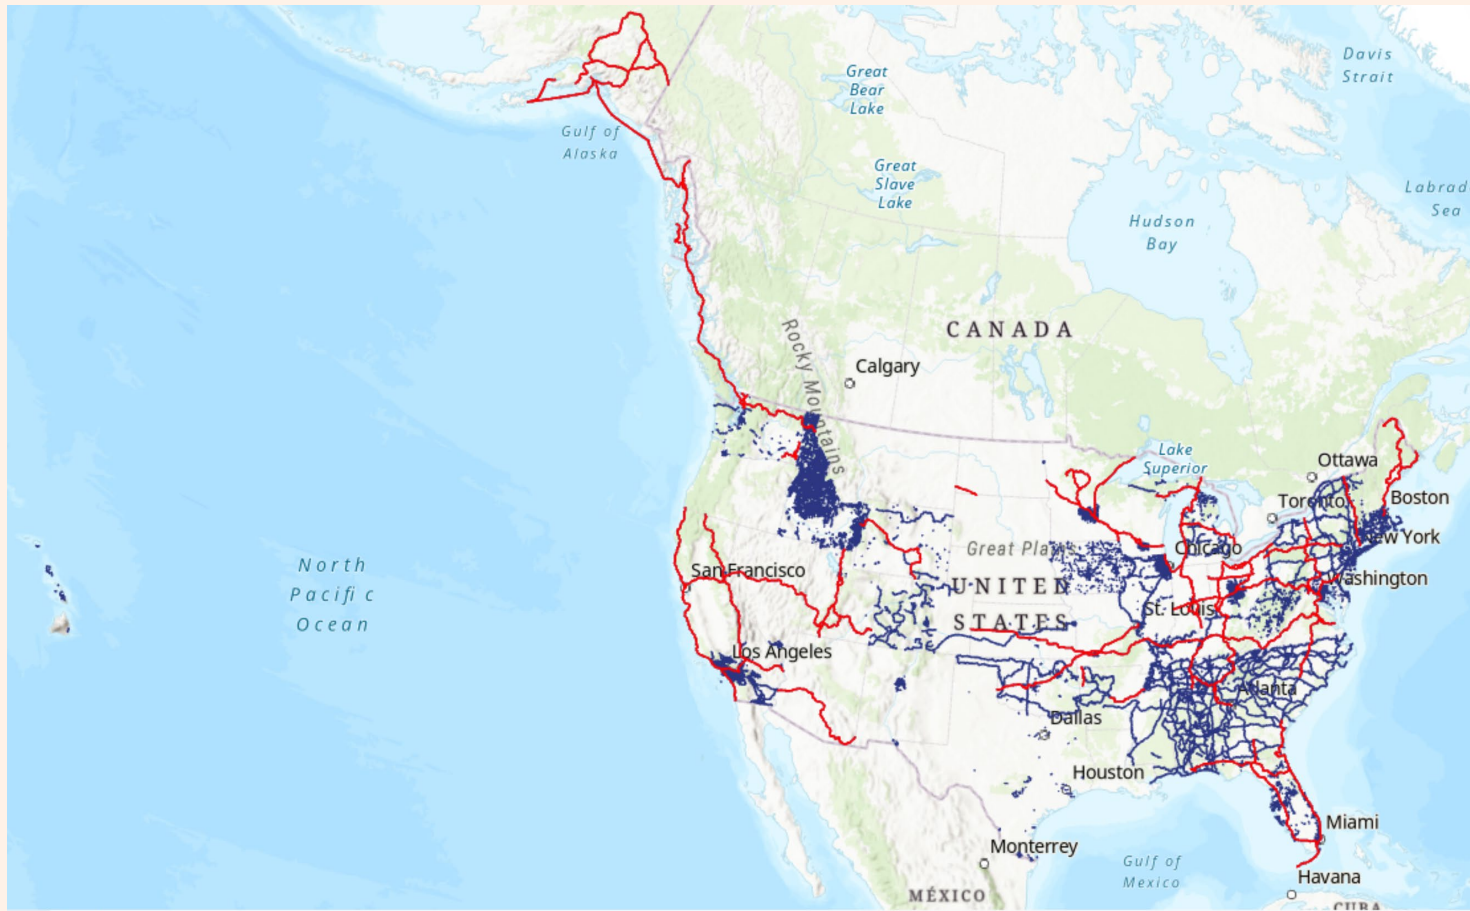 Davis
Strait
Great
Bear
Lake
Gulf of
Alaska
Great
Slave
Lake
Labrad
Sea
Hudson
Bay
CANADA
Rocky Mountains
Calgary
Lake
Superior
Ottawa
Toronto
Boston
New York
Great Plains
Chicago
San Francisco
UNITED
STATES
Washington
St. Louis
North
Pacific
Ocean
Los Angeles
Atlanta
Dallas
Houston
Miami
Monterrey
Gulf of
Mexico
Havana
MÉXICO
CUBA